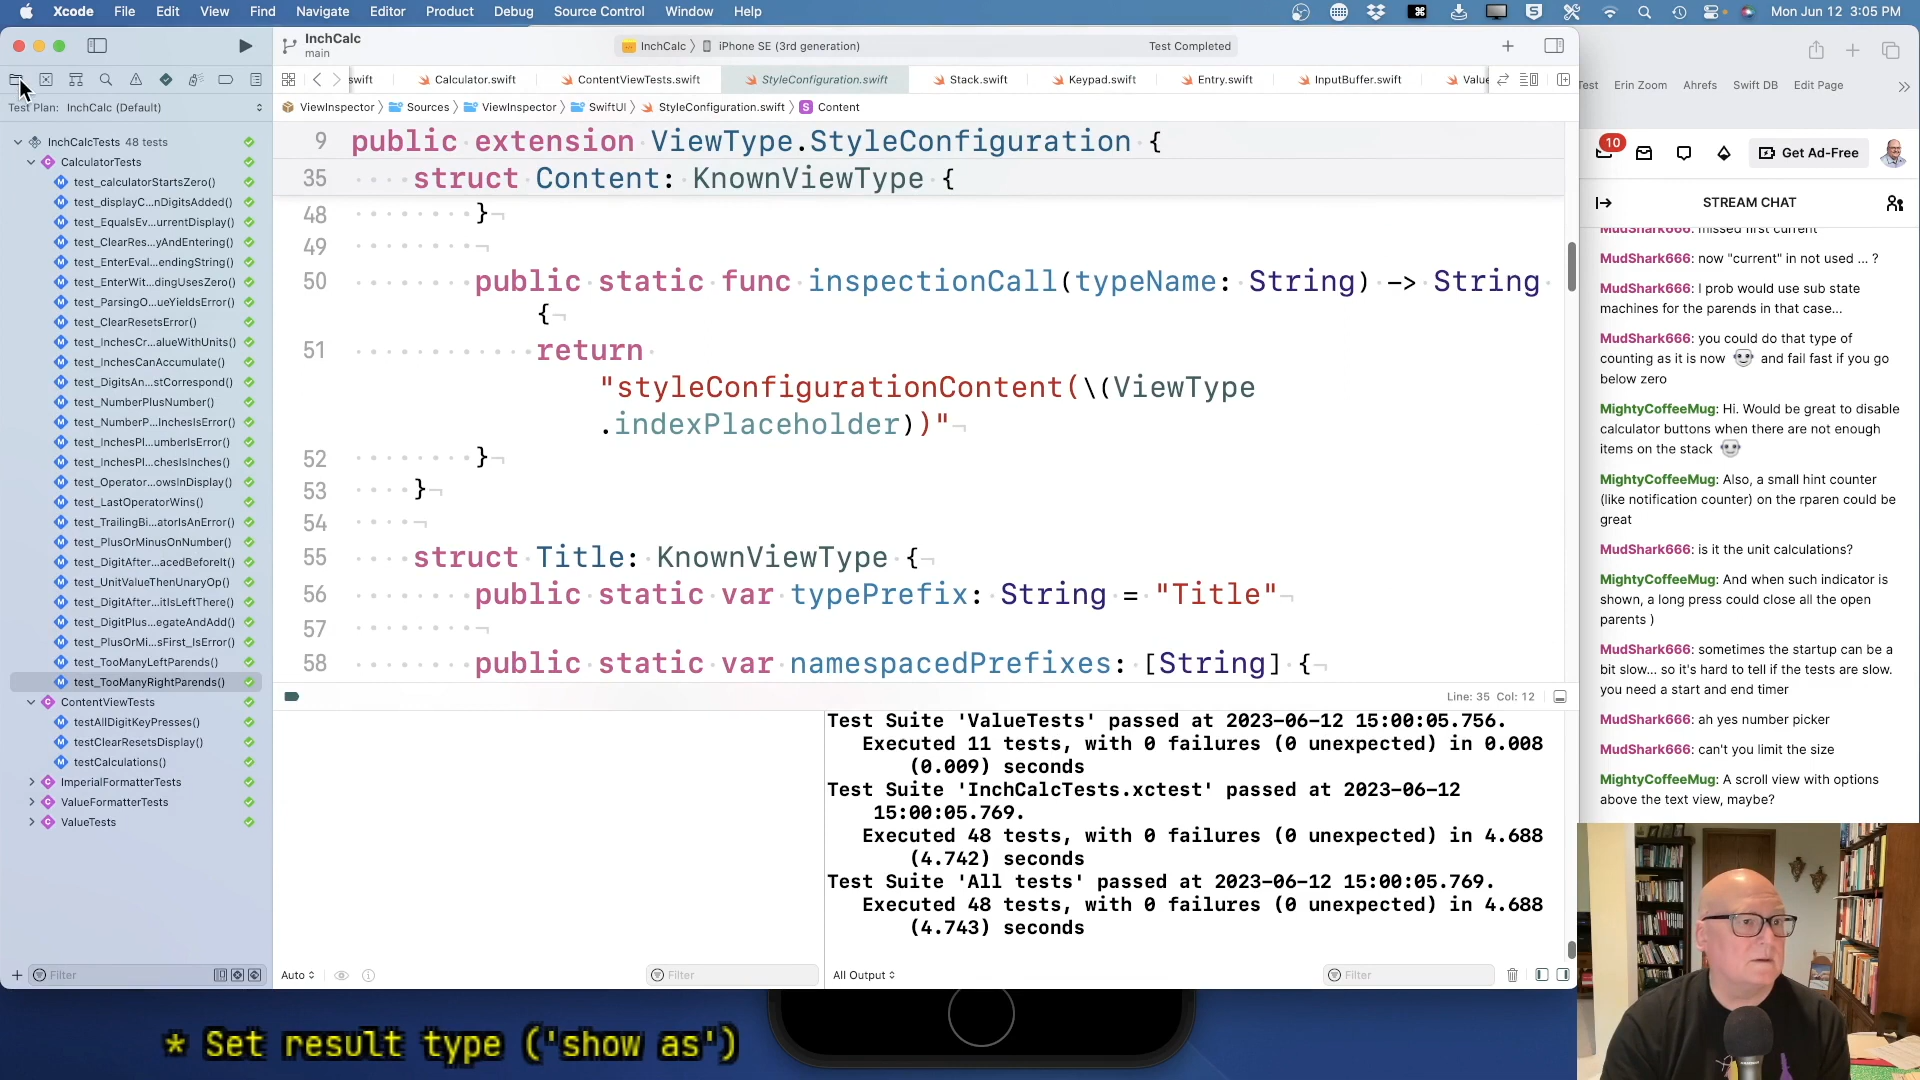 Xcode File Edit View Find Navigate Editor Product Debug Source Control Window Help Mon Jun 12 3:05 PM
InchCalc
main
InchCalc iPhone SE (3rd generation) Test Completed
swift Calculator.swift ContentViewTests.swift StyleConfiguration.swift Stack.swift Keypad.swift Entry.swift InputBuffer.swift Value
Test Plan: InchCalc (Default)
ViewInspector Sources ViewInspector SwiftUI StyleConfiguration.swift Content
InchCalcTests 48 tests
CalculatorTests
test_calculatorStartsZero()
test_displayC...nDigitsAdded()
test_EqualsEv...urrentDisplay()
test_ClearRes...yAndEntering()
test_EnterEval...endingString()
test_EnterWit...dingUsesZero()
test_ParsingO...ueYieldsError()
test_ClearResetsError()
test_InchesCr...alueWithUnits()
test_InchesCanAccumulate()
test_DigitsAn...stCorrespond()
test_NumberPlusNumber()
test_NumberP...InchesIsError()
test_InchesPl...umberIsError()
test_InchesPl...chesIsInches()
test_Operator...owsInDisplay()
test_LastOperatorWins()
test_TrailingBi...atorIsAnError()
test_PlusOrMinusOnNumber()
test_DigitAfter...acedBeforeIt()
test_UnitValueThenUnaryOp()
test_DigitAfter...itIsLeftThere()
test_DigitPlus...egateAndAdd()
test_PlusOrMi...sFirst_IsError()
test_TooManyLeftParends()
test_TooManyRightParends()
ContentViewTests
testAllDigitKeyPresses()
testClearResetsDisplay()
testCalculations()
ImperialFormatterTests
ValueFormatterTests
ValueTests
Filter
9 public extension ViewType.StyleConfiguration {
35 struct Content: KnownViewType {
48 }
49
50 public static func inspectionCall(typeName: String) -> String
{
51 return
"styleConfigurationContent(\(ViewType
.indexPlaceholder))"
52 }
53 }
54
55 struct Title: KnownViewType {
56 public static var typePrefix: String = "Title"
57
58 public static var namespacedPrefixes: [String] {
Line: 35 Col: 12
Test Suite 'ValueTests' passed at 2023-06-12 15:00:05.756.
Executed 11 tests, with 0 failures (0 unexpected) in 0.008
(0.009) seconds
Test Suite 'InchCalcTests.xctest' passed at 2023-06-12
15:00:05.769.
Executed 48 tests, with 0 failures (0 unexpected) in 4.688
(4.742) seconds
Test Suite 'All tests' passed at 2023-06-12 15:00:05.769.
Executed 48 tests, with 0 failures (0 unexpected) in 4.688
(4.743) seconds
Auto Filter All Output Filter
Erin Zoom Ahrefs Swift DB Edit Page
10 Get Ad-Free
STREAM CHAT
MudShark666: missed first current
MudShark666: now "current" in not used ... ?
MudShark666: I prob would use sub state
machines for the parends in that case...
MudShark666: you could do that type of
counting as it is now and fail fast if you go
below zero
MightyCoffeeMug: Hi. Would be great to disable
calculator buttons when there are not enough
items on the stack
MightyCoffeeMug: Also, a small hint counter
(like notification counter) on the rparen could be
great
MudShark666: is it the unit calculations?
MightyCoffeeMug: And when such indicator is
shown, a long press could close all the open
parents )
MudShark666: sometimes the startup can be a
bit slow... so it's hard to tell if the tests are slow.
you need a start and end timer
MudShark666: ah yes number picker
MudShark666: can't you limit the size
MightyCoffeeMug: A scroll view with options
above the text view, maybe?
* Set result type ('show as')